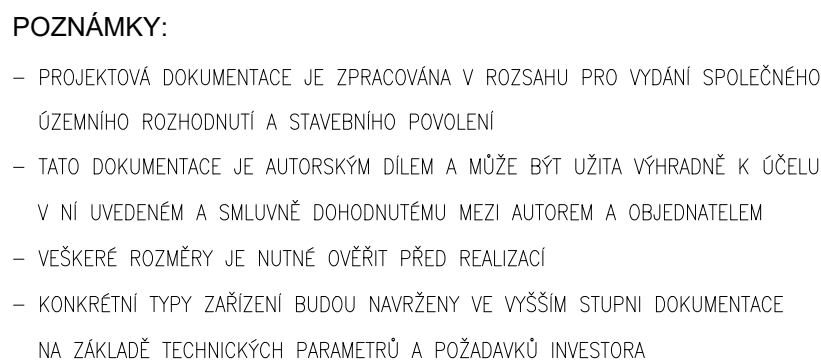 POZNÁMKY:
– PROJEKTOVÁ DOKUMENTACE JE ZPRACOVÁNA V ROZSAHU PRO VYDÁNÍ SPOLEČNÉHO
ÚZEMNÍHO ROZHODNUTÍ A STAVEBNÍHO POVOLENÍ
– TATO DOKUMENTACE JE AUTORSKÝM DÍLEM A MŮŽE BÝT UŽITA VÝHRADNĚ K ÚČELU
V NÍ UVEDENÉM A SMLUVNĚ DOHODNUTÉMU MEZI AUTOREM A OBJEDNATELEM
– VEŠKERÉ ROZMĚRY JE NUTNÉ OVĚŘIT PŘED REALIZACÍ
– KONKRÉTNÍ TYPY ZAŘÍZENÍ BUDOU NAVRŽENY VE VYŠŠÍM STUPNI DOKUMENTACE
NA ZÁKLADĚ TECHNICKÝCH PARAMETRŮ A POŽADAVKŮ INVESTORA